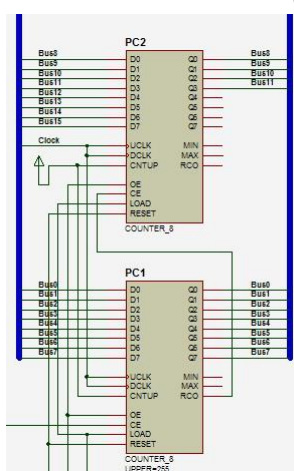 PC2
Bus8 D0 Q0 Bus8
Bus9 D1 Q1 Bus9
Bus10 D2 Q2 Bus10
Bus11 D3 Q3 Bus11
Bus12 D4 Q4
Bus13 D5 Q5
Bus14 D6 Q6
Bus15 D7 Q7
Clock UCLK MIN
DCLK MAX
CNTUP RCO
OE
CE
LOAD
RESET
COUNTER_8
PC1
Bus0 D0 Q0 Bus0
Bus1 D1 Q1 Bus1
Bus2 D2 Q2 Bus2
Bus3 D3 Q3 Bus3
Bus4 D4 Q4 Bus4
Bus5 D5 Q5 Bus5
Bus6 D6 Q6 Bus6
Bus7 D7 Q7 Bus7
UCLK MIN
DCLK MAX
CNTUP RCO
OE
CE
LOAD
RESET
COUNTER_8
UPPER=255